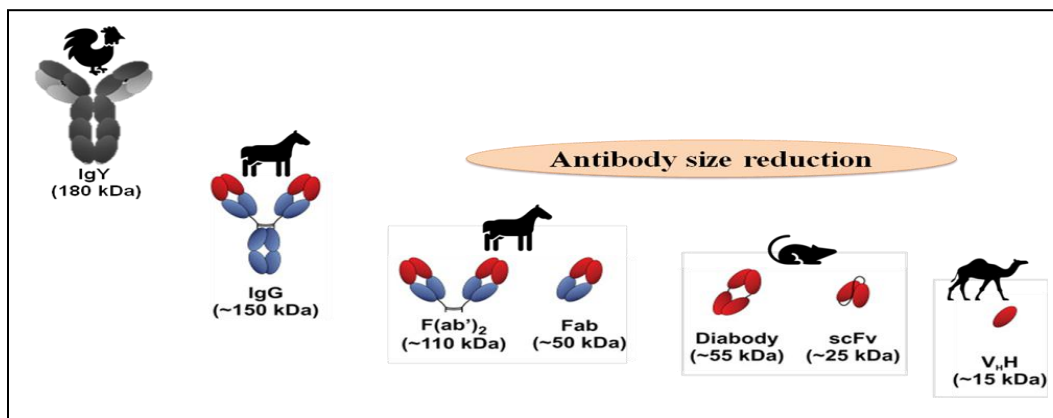 IgY
(180 kDa)
IgG
(~150 kDa)
Antibody size reduction
F(ab')₂
(~110 kDa)
Fab
(~50 kDa)
Diabody
(~55 kDa)
scFv
(~25 kDa)
VHH
(~15 kDa)